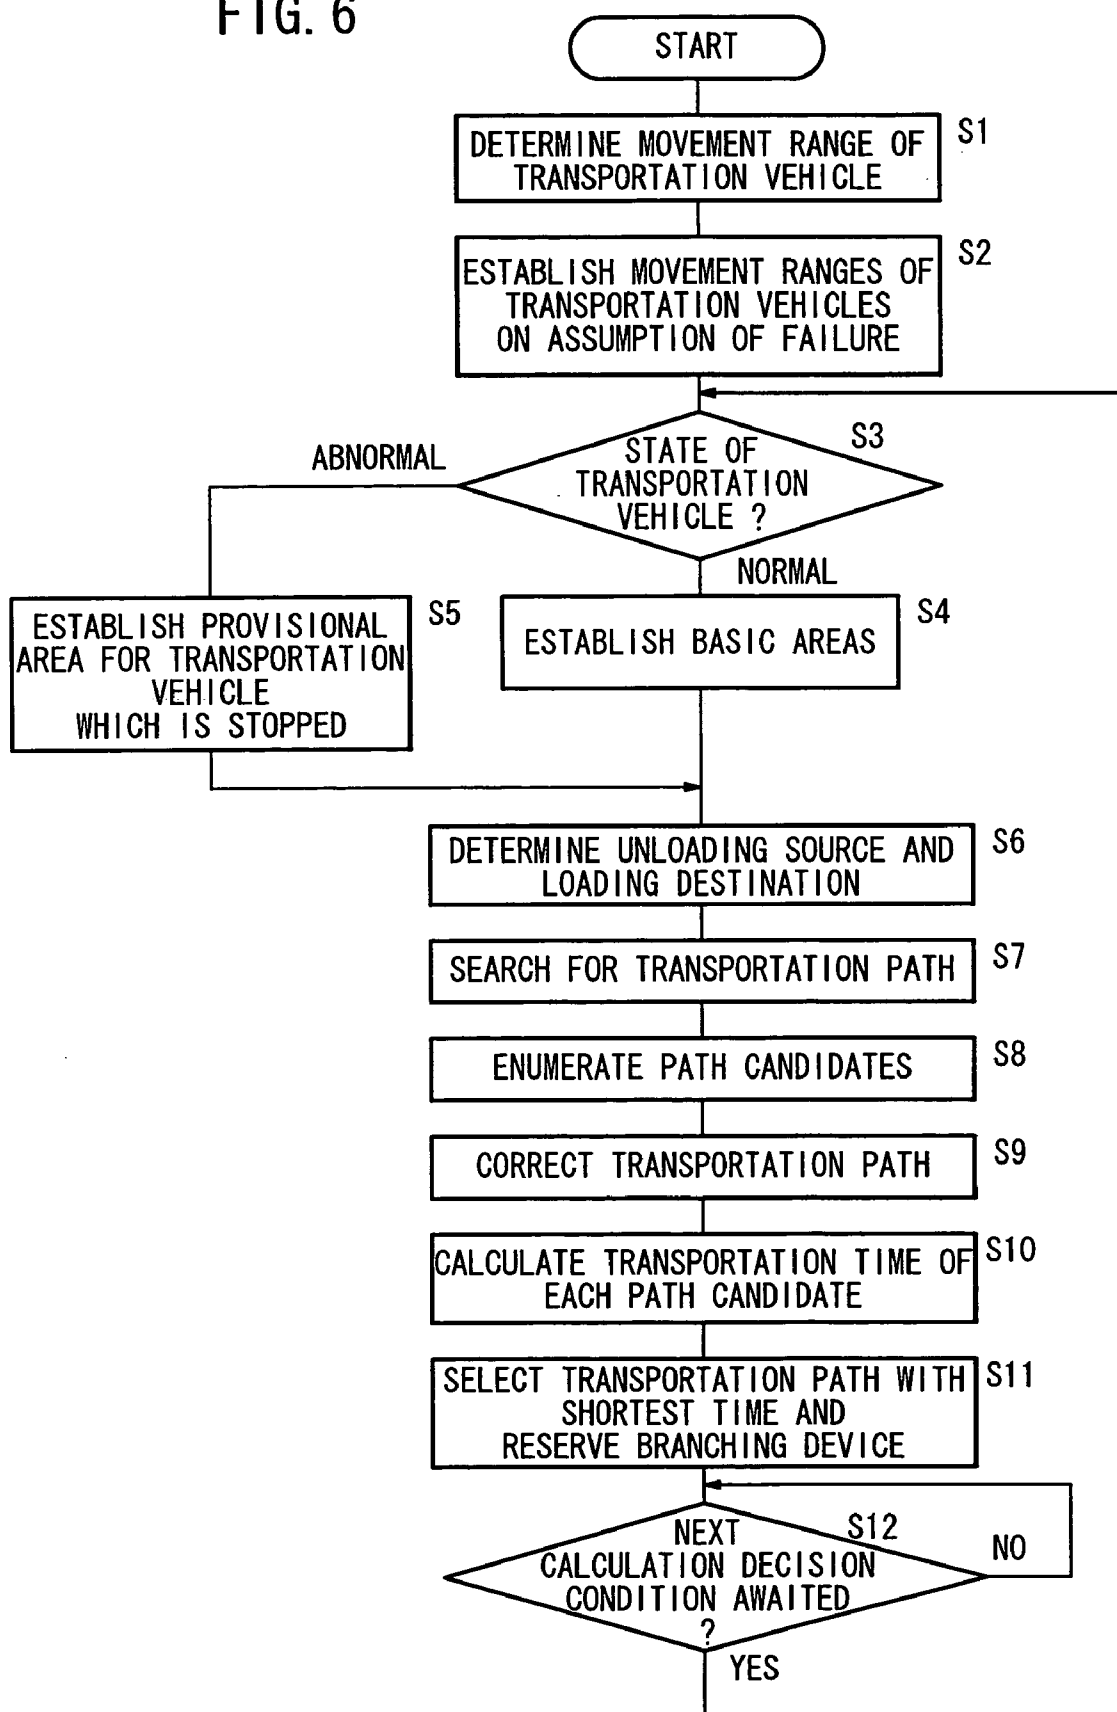 FIG. 6
START
S1
DETERMINE MOVEMENT RANGE OF
TRANSPORTATION VEHICLE
S2
ESTABLISH MOVEMENT RANGES OF
TRANSPORTATION VEHICLES
ON ASSUMPTION OF FAILURE
S3
STATE OF
TRANSPORTATION
VEHICLE ?
ABNORMAL
NORMAL
S5
ESTABLISH PROVISIONAL
AREA FOR TRANSPORTATION
VEHICLE
WHICH IS STOPPED
S4
ESTABLISH BASIC AREAS
S6
DETERMINE UNLOADING SOURCE AND
LOADING DESTINATION
S7
SEARCH FOR TRANSPORTATION PATH
S8
ENUMERATE PATH CANDIDATES
S9
CORRECT TRANSPORTATION PATH
S10
CALCULATE TRANSPORTATION TIME OF
EACH PATH CANDIDATE
S11
SELECT TRANSPORTATION PATH WITH
SHORTEST TIME AND
RESERVE BRANCHING DEVICE
S12
NEXT
CALCULATION DECISION
CONDITION AWAITED
?
NO
YES